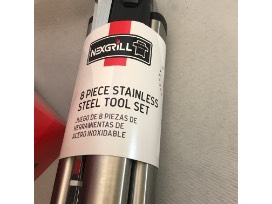 NEXGRILL
8 PIECE STAINLESS
STEEL TOOL SET
JUEGO DE 8 PIEZAS DE
HERRAMIENTAS DE
ACERO INOXIDABLE